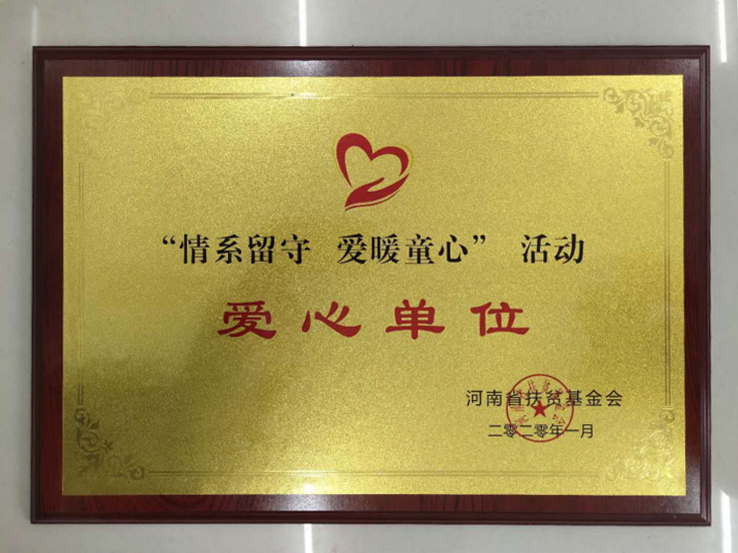 “情系留守 爱暖童心” 活动
爱心单位
河南省扶贫基金会
二零二零年一月